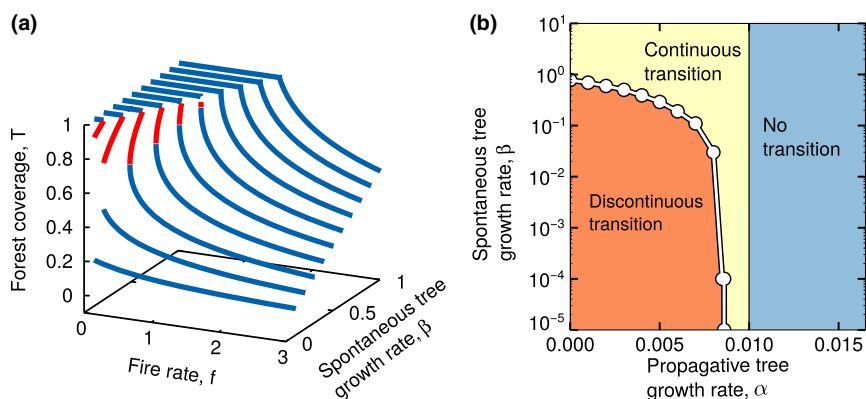 (a)
Forest coverage, T
1
0.8
0.6
0.4
0.2
0
0
1
2
3
Fire rate, f
0
0.5
1
Spontaneous tree
growth rate, β
(b)
Spontaneous tree
growth rate, β
10^1
10^0
10^-1
10^-2
10^-3
10^-4
10^-5
Continuous
transition
No
transition
Discontinuous
transition
0.000
0.005
0.010
0.015
Propagative tree
growth rate, α